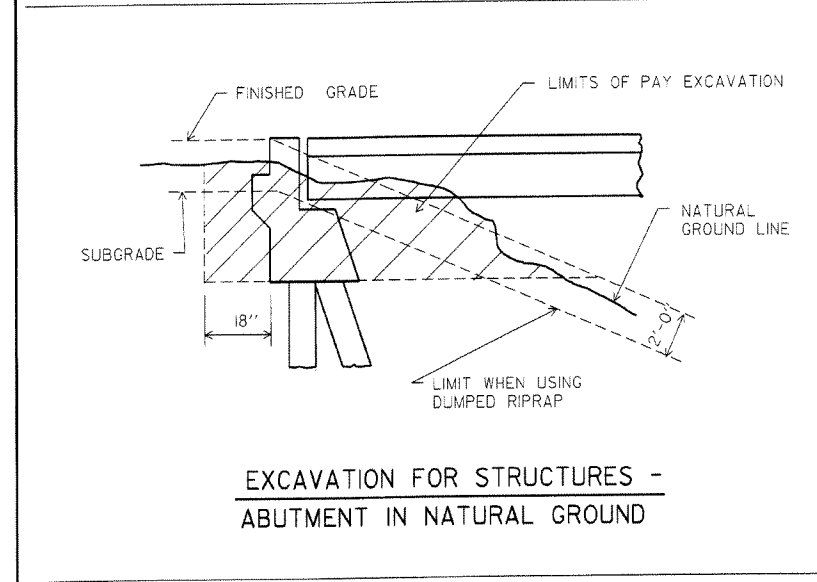 FINISHED GRADE
LIMITS OF PAY EXCAVATION
NATURAL
GROUND LINE
SUBGRADE
18"
2'-0"
LIMIT WHEN USING
DUMPED RIPRAP
EXCAVATION FOR STRUCTURES -
ABUTMENT IN NATURAL GROUND